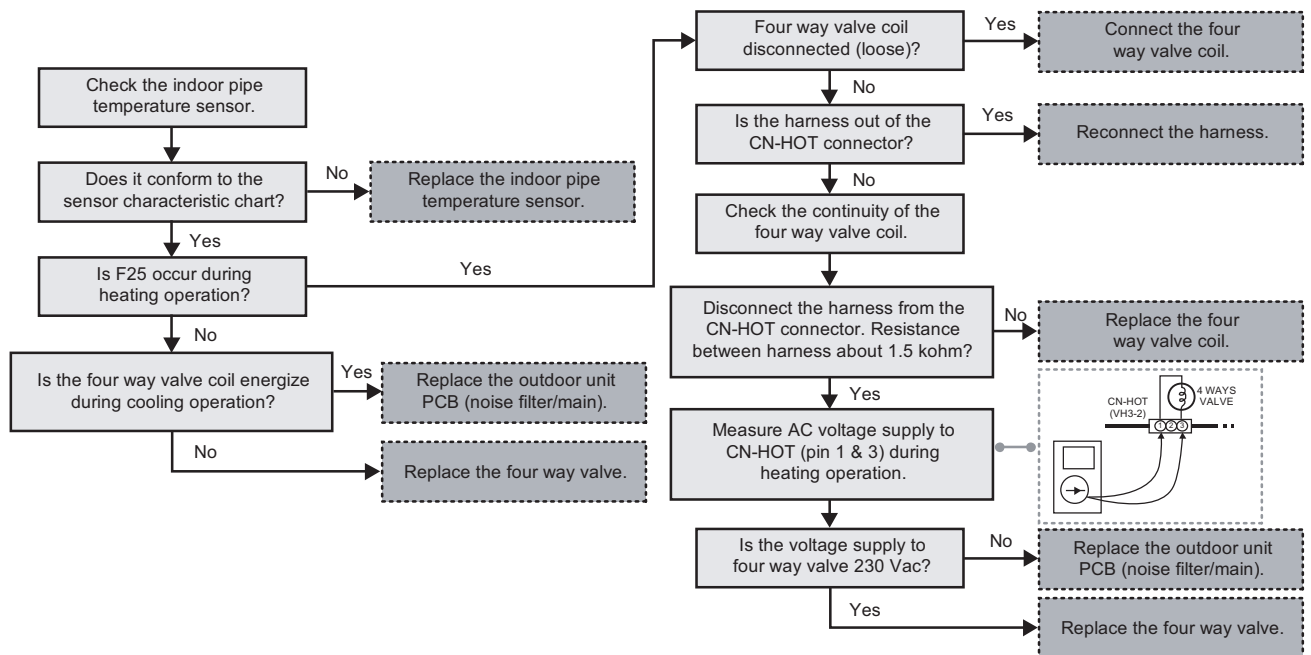 Check the indoor pipe
temperature sensor.
Does it conform to the
sensor characteristic chart?
No
Replace the indoor pipe
temperature sensor.
Yes
Is F25 occur during
heating operation?
Yes
No
Is the four way valve coil energize
during cooling operation?
Yes
Replace the outdoor unit
PCB (noise filter/main).
No
Replace the four way valve.
Four way valve coil
disconnected (loose)?
Yes
Connect the four
way valve coil.
No
Is the harness out of the
CN-HOT connector?
Yes
Reconnect the harness.
No
Check the continuity of the
four way valve coil.
Disconnect the harness from the
CN-HOT connector. Resistance
between harness about 1.5 kohm?
No
Replace the four
way valve coil.
Yes
Measure AC voltage supply to
CN-HOT (pin 1 & 3) during
heating operation.
CN-HOT
(VH3-2)
4 WAYS
VALVE
1 2 3
Is the voltage supply to
four way valve 230 Vac?
No
Replace the outdoor unit
PCB (noise filter/main).
Yes
Replace the four way valve.